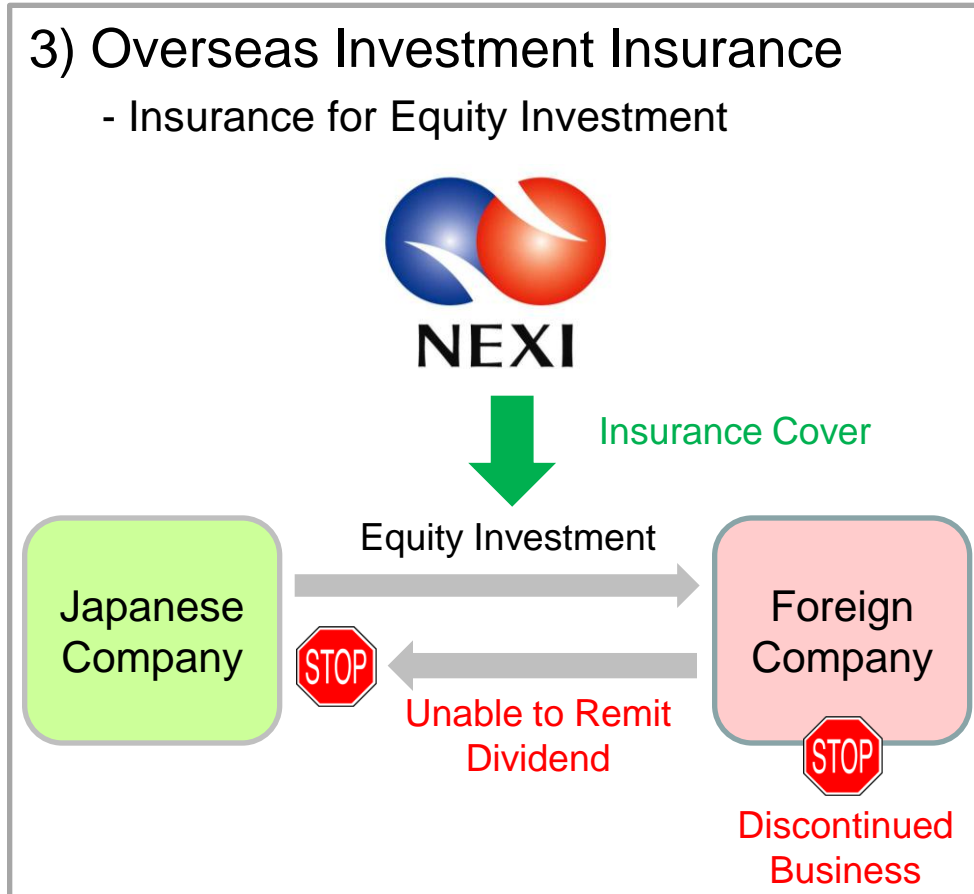 3) Overseas Investment Insurance
- Insurance for Equity Investment
NEXI
Insurance Cover
Equity Investment
Japanese
Company
Foreign
Company
STOP
Unable to Remit
Dividend
STOP
Discontinued
Business